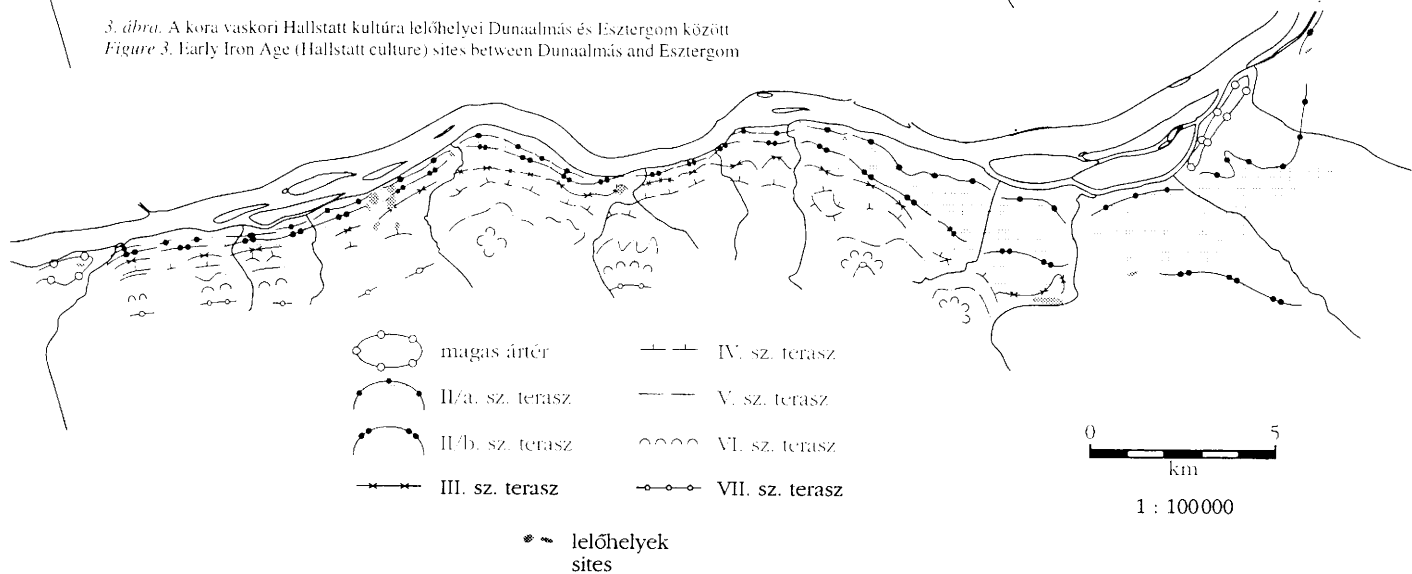 3. ábra. A kora vaskori Hallstatt kultúra lelőhelyei Dunaalmás és Esztergom között
Figure 3. Early Iron Age (Hallstatt culture) sites between Dunaalmás and Esztergom
magas ártér
II/a. sz. terasz
II/b. sz. terasz
III. sz. terasz
IV. sz. terasz
V. sz. terasz
VI. sz. terasz
VII. sz. terasz
lelőhelyek
sites
0 5
km
1 : 100000